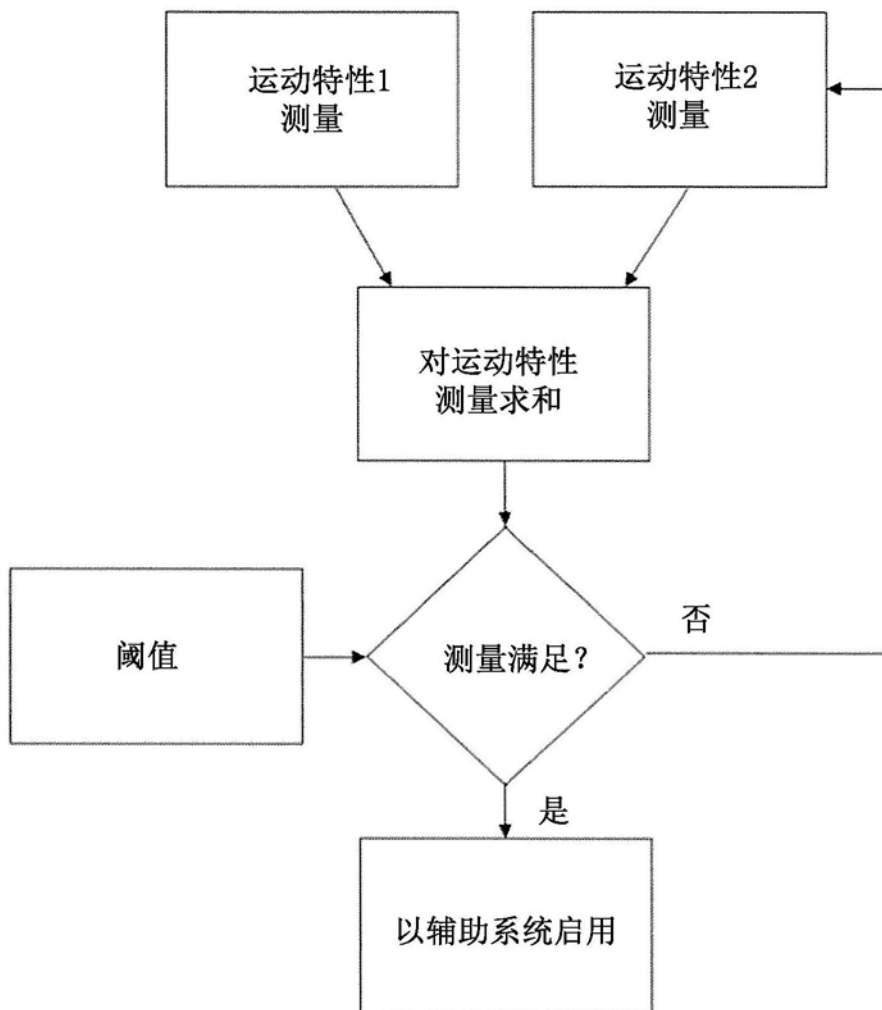 运动特性1
测量
运动特性2
测量
对运动特性
测量求和
阈值
测量满足？
否
是
以辅助系统启用